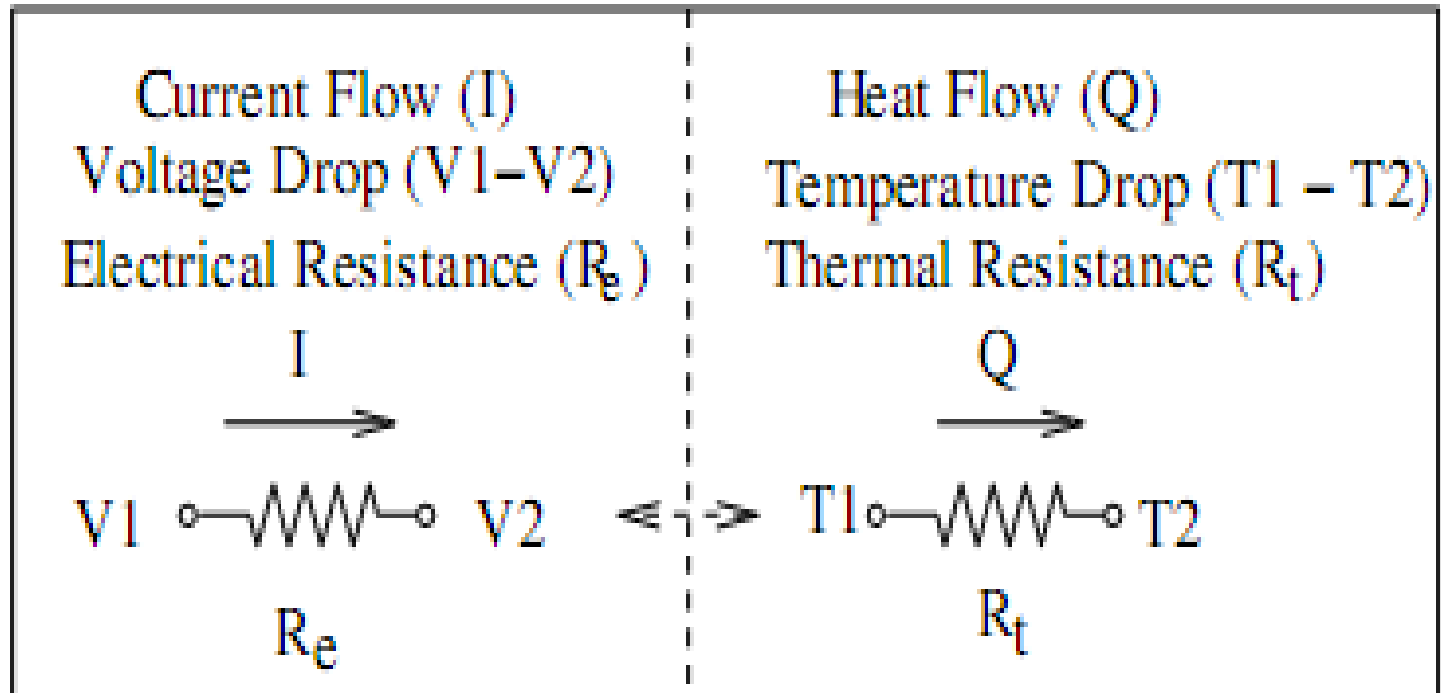 Current Flow (I)
Voltage Drop (V1–V2)
Electrical Resistance (Re)
I
V1 V2
Re
Heat Flow (Q)
Temperature Drop (T1 – T2)
Thermal Resistance (Rt)
Q
T1 T2
Rt